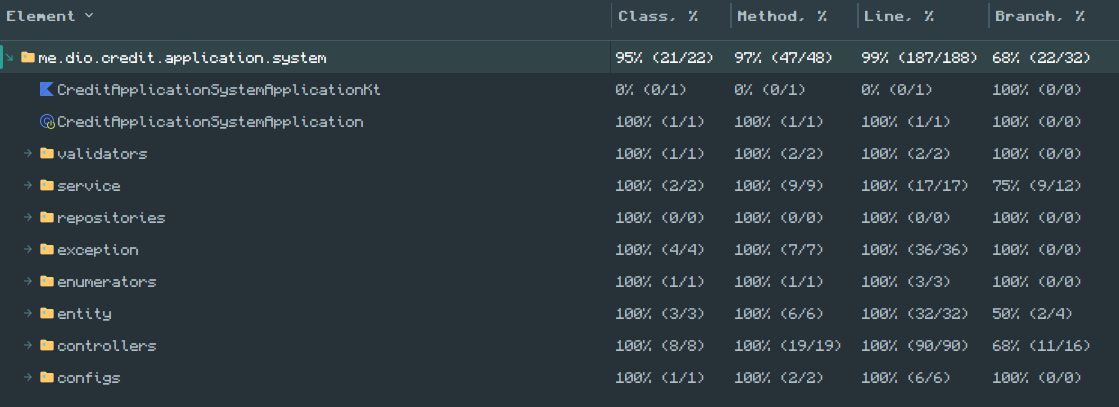 Element Class, % Method, % Line, % Branch, %
me.dio.credit.application.system 95% (21/22) 97% (47/48) 99% (187/188) 68% (22/32)
CreditApplicationSystemApplicationKt 0% (0/1) 0% (0/1) 0% (0/1) 100% (0/0)
CreditApplicationSystemApplication 100% (1/1) 100% (1/1) 100% (1/1) 100% (0/0)
validators 100% (1/1) 100% (2/2) 100% (2/2) 100% (0/0)
service 100% (2/2) 100% (9/9) 100% (17/17) 75% (9/12)
repositories 100% (0/0) 100% (0/0) 100% (0/0) 100% (0/0)
exception 100% (4/4) 100% (7/7) 100% (36/36) 100% (0/0)
enumerators 100% (1/1) 100% (1/1) 100% (3/3) 100% (0/0)
entity 100% (3/3) 100% (6/6) 100% (32/32) 50% (2/4)
controllers 100% (8/8) 100% (19/19) 100% (90/90) 68% (11/16)
configs 100% (1/1) 100% (2/2) 100% (6/6) 100% (0/0)